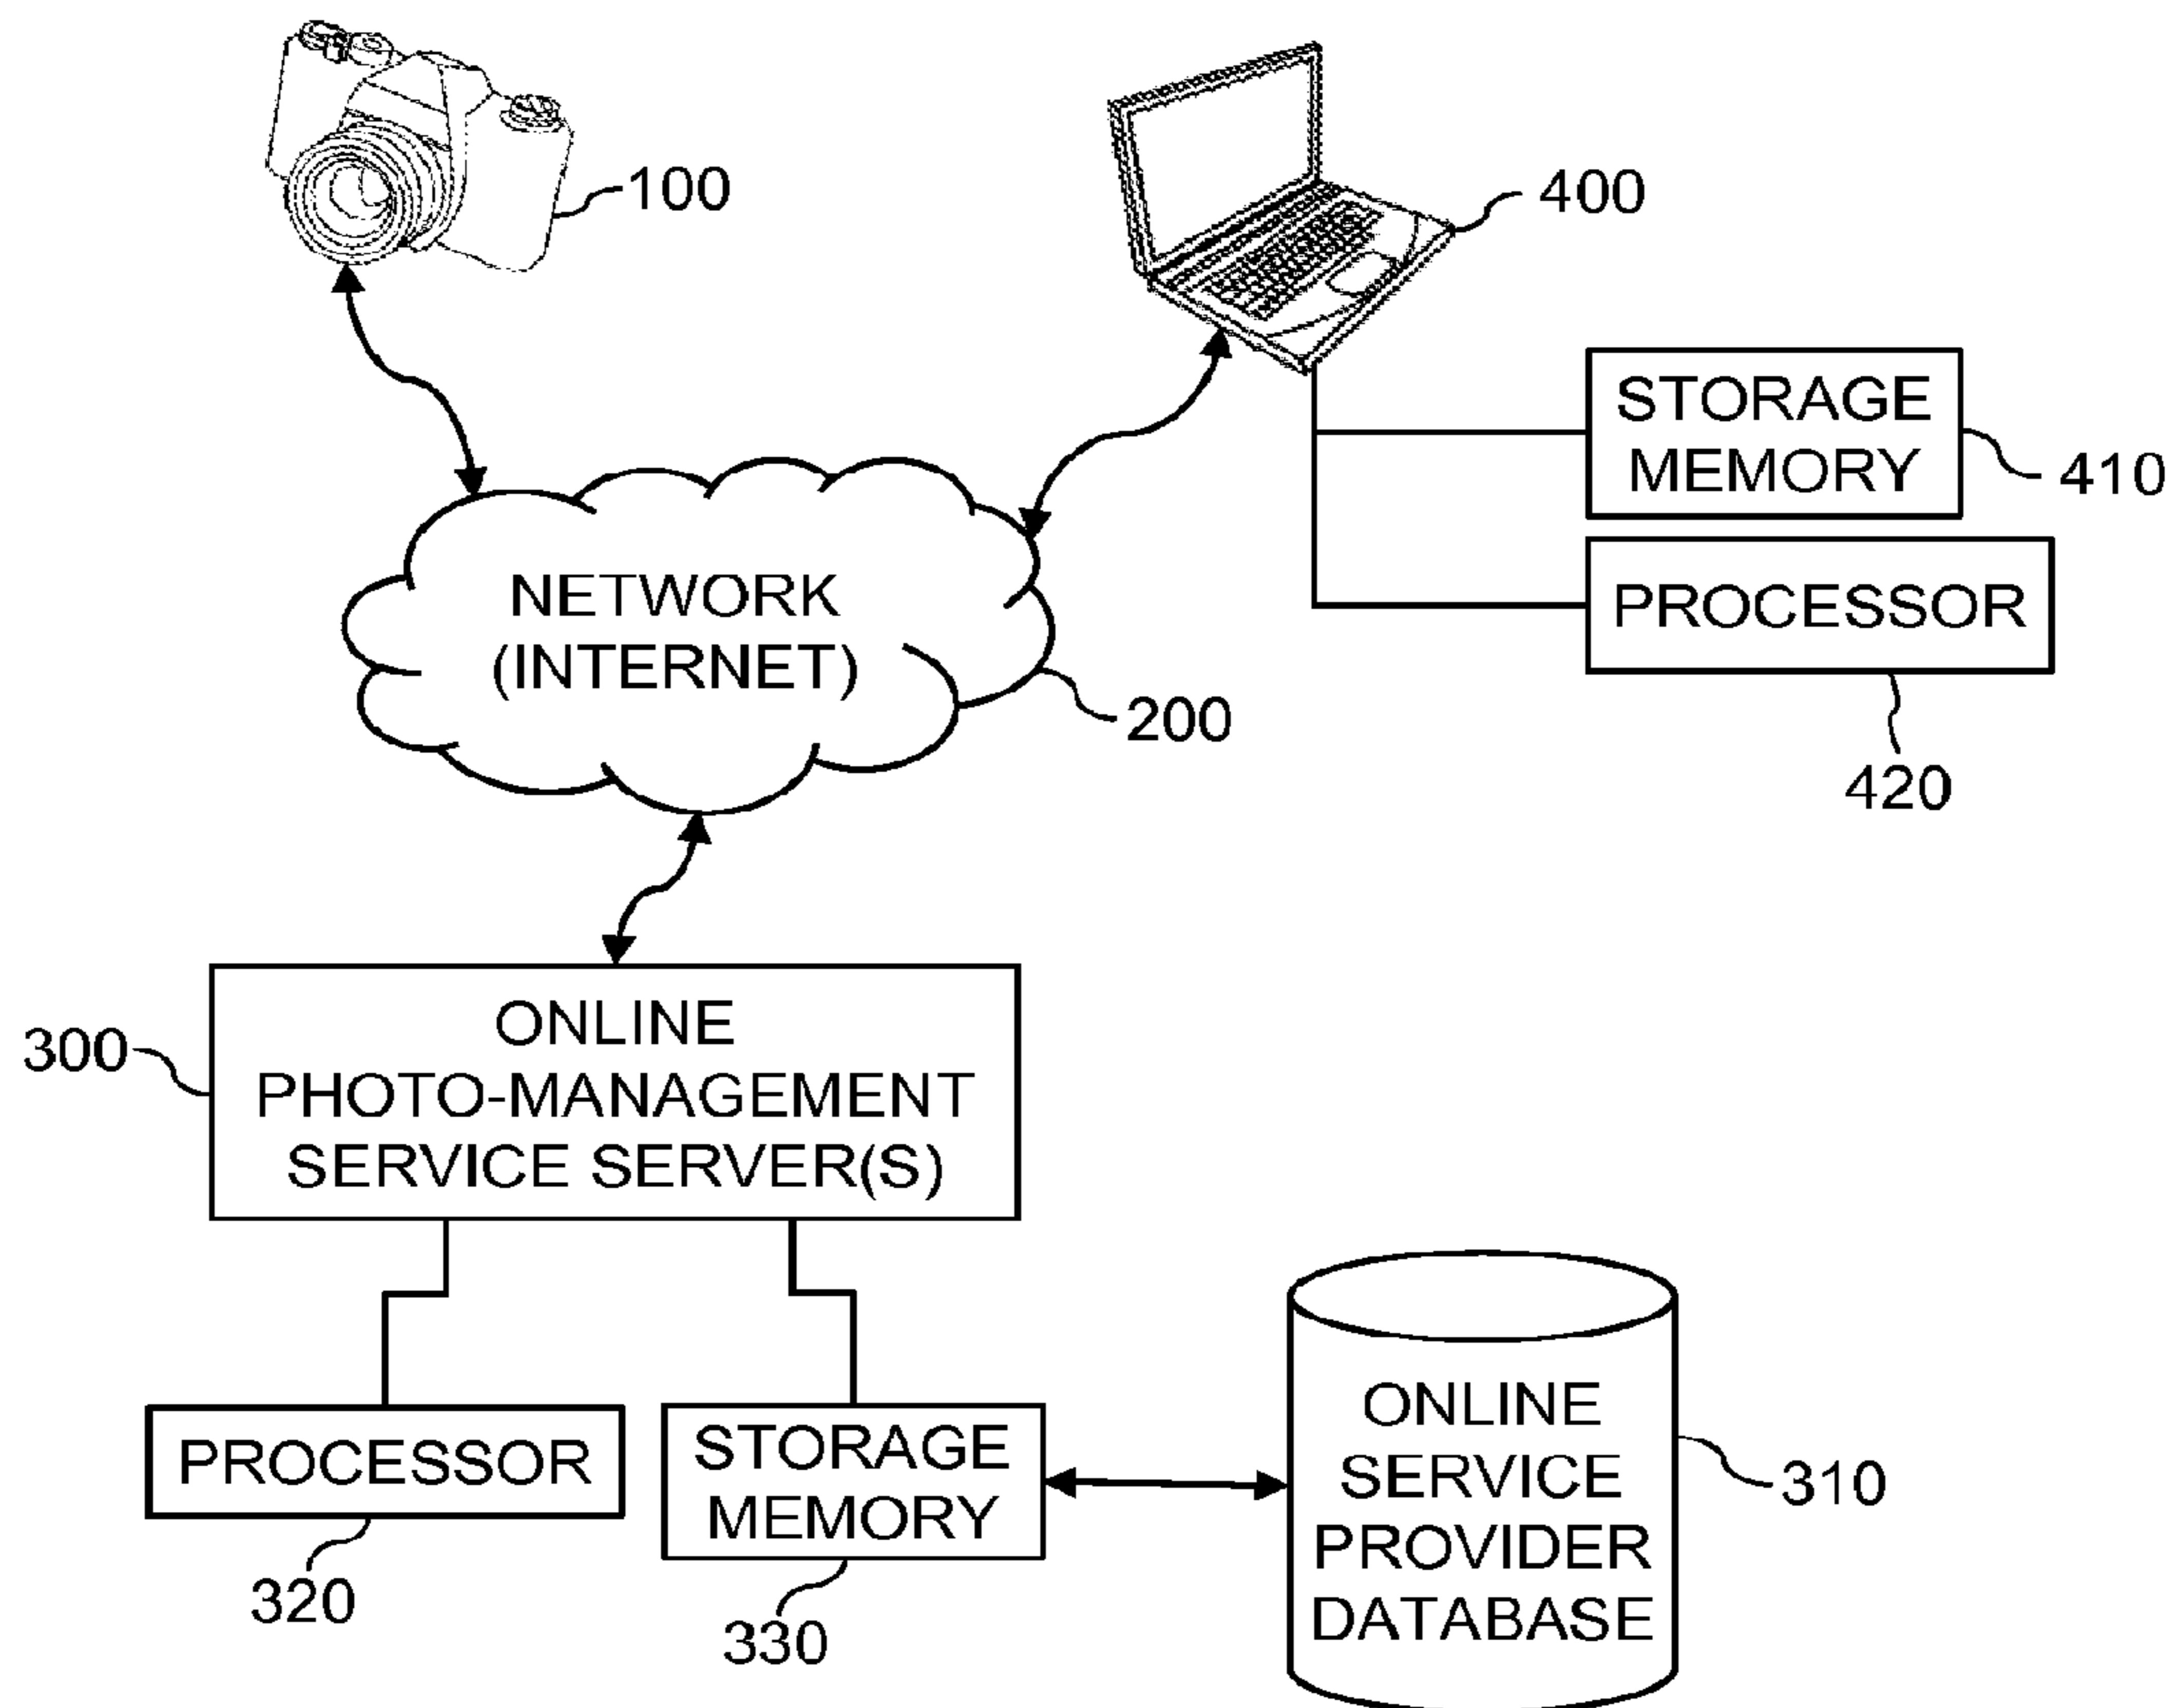 100
400
STORAGE
MEMORY
410
NETWORK
(INTERNET)
PROCESSOR
200
420
300
ONLINE
PHOTO-MANAGEMENT
SERVICE SERVER(S)
PROCESSOR
320
STORAGE
MEMORY
330
ONLINE
SERVICE
PROVIDER
DATABASE
310